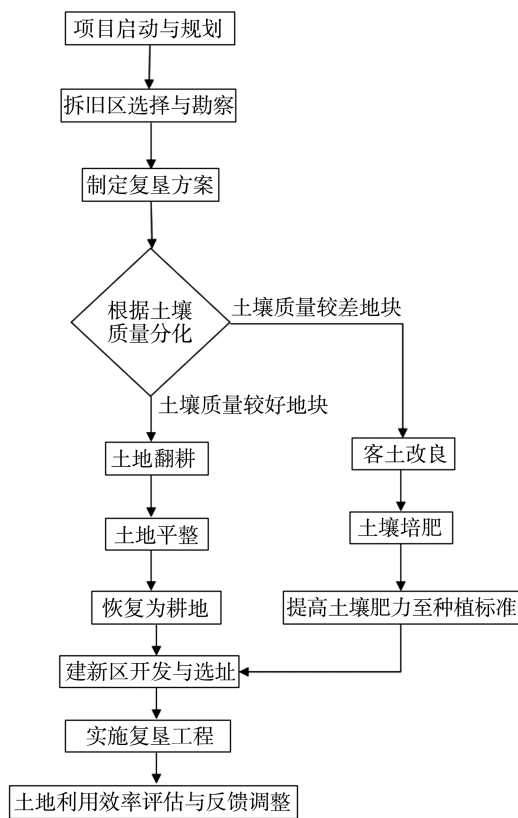 项目启动与规划
拆旧区选择与勘察
制定复垦方案
根据土壤
质量分化
土壤质量较差地块
土壤质量较好地块
土地翻耕
客土改良
土地平整
土壤培肥
恢复为耕地
提高土壤肥力至种植标准
建新区开发与选址
实施复垦工程
土地利用效率评估与反馈调整